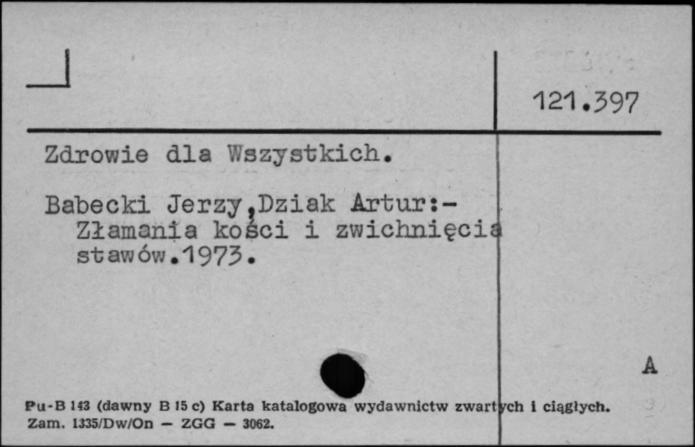 121.397
Zdrowie dla Wszystkich.
Babecki Jerzy,Dziak Artur:-
Złamania kości i zwichnięcia
stawów.1973.
A
Pu-B 143 (dawny B 15 c) Karta katalogowa wydawnictw zwartych i ciągłych.
Zam. 1335/Dw/On — ZGG — 3062.